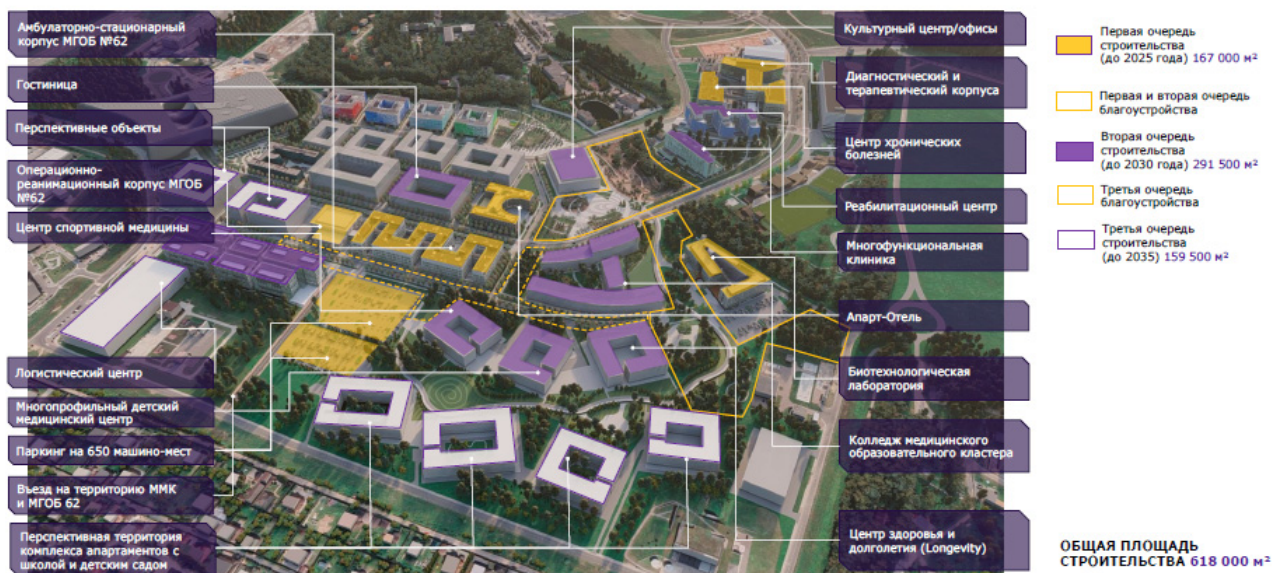 Амбулаторно-стационарный
корпус МГОБ №62
Гостиница
Перспективные объекты
Операционно-
реанимационный корпус МГОБ
№62
Центр спортивной медицины
Логистический центр
Многопрофильный детский
медицинский центр
Паркинг на 650 машино-мест
Въезд на территорию ММК
и МГОБ 62
Перспективная территория
комплекса апартаментов с
школой и детским садом
Культурный центр/офисы
Диагностический и
терапевтический корпуса
Центр хронических
болезней
Реабилитационный центр
Многофункциональная
клиника
Апарт-Отель
Биотехнологическая
лаборатория
Колледж медицинского
образовательного кластера
Центр здоровья и
долголетия (Longevity)
Первая очередь
строительства
(до 2025 года) 167 000 м²
Первая и вторая очередь
благоустройства
Вторая очередь
строительства
(до 2030 года) 291 500 м²
Третья очередь
благоустройства
Третья очередь
строительства
(до 2035) 159 500 м²
ОБЩАЯ ПЛОЩАДЬ
СТРОИТЕЛЬСТВА 618 000 м²